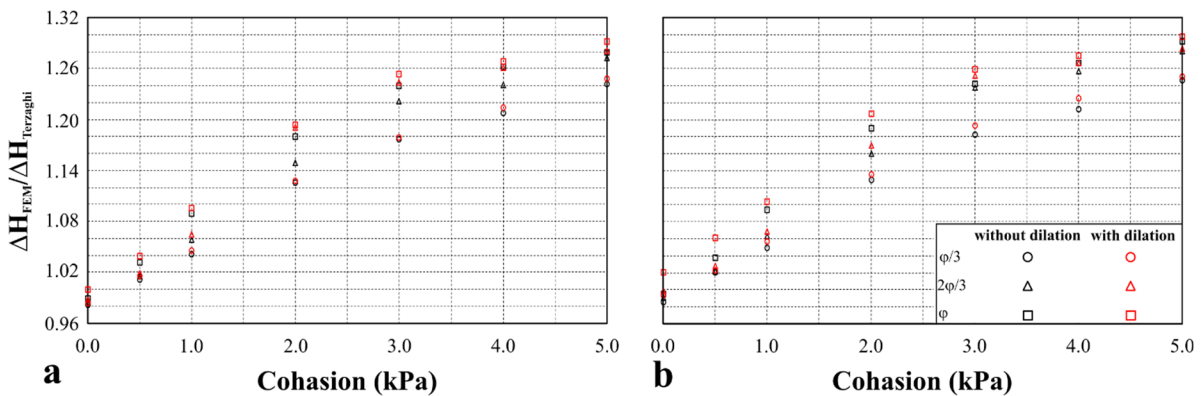 1.32
1.26
1.20
1.14
1.08
1.02
0.96
ΔH_FEM/ΔH_Terzaghi
0.0 1.0 2.0 3.0 4.0 5.0
a Cohasion (kPa)
without dilation with dilation
φ/3
2φ/3
φ
0.0 1.0 2.0 3.0 4.0 5.0
b Cohasion (kPa)